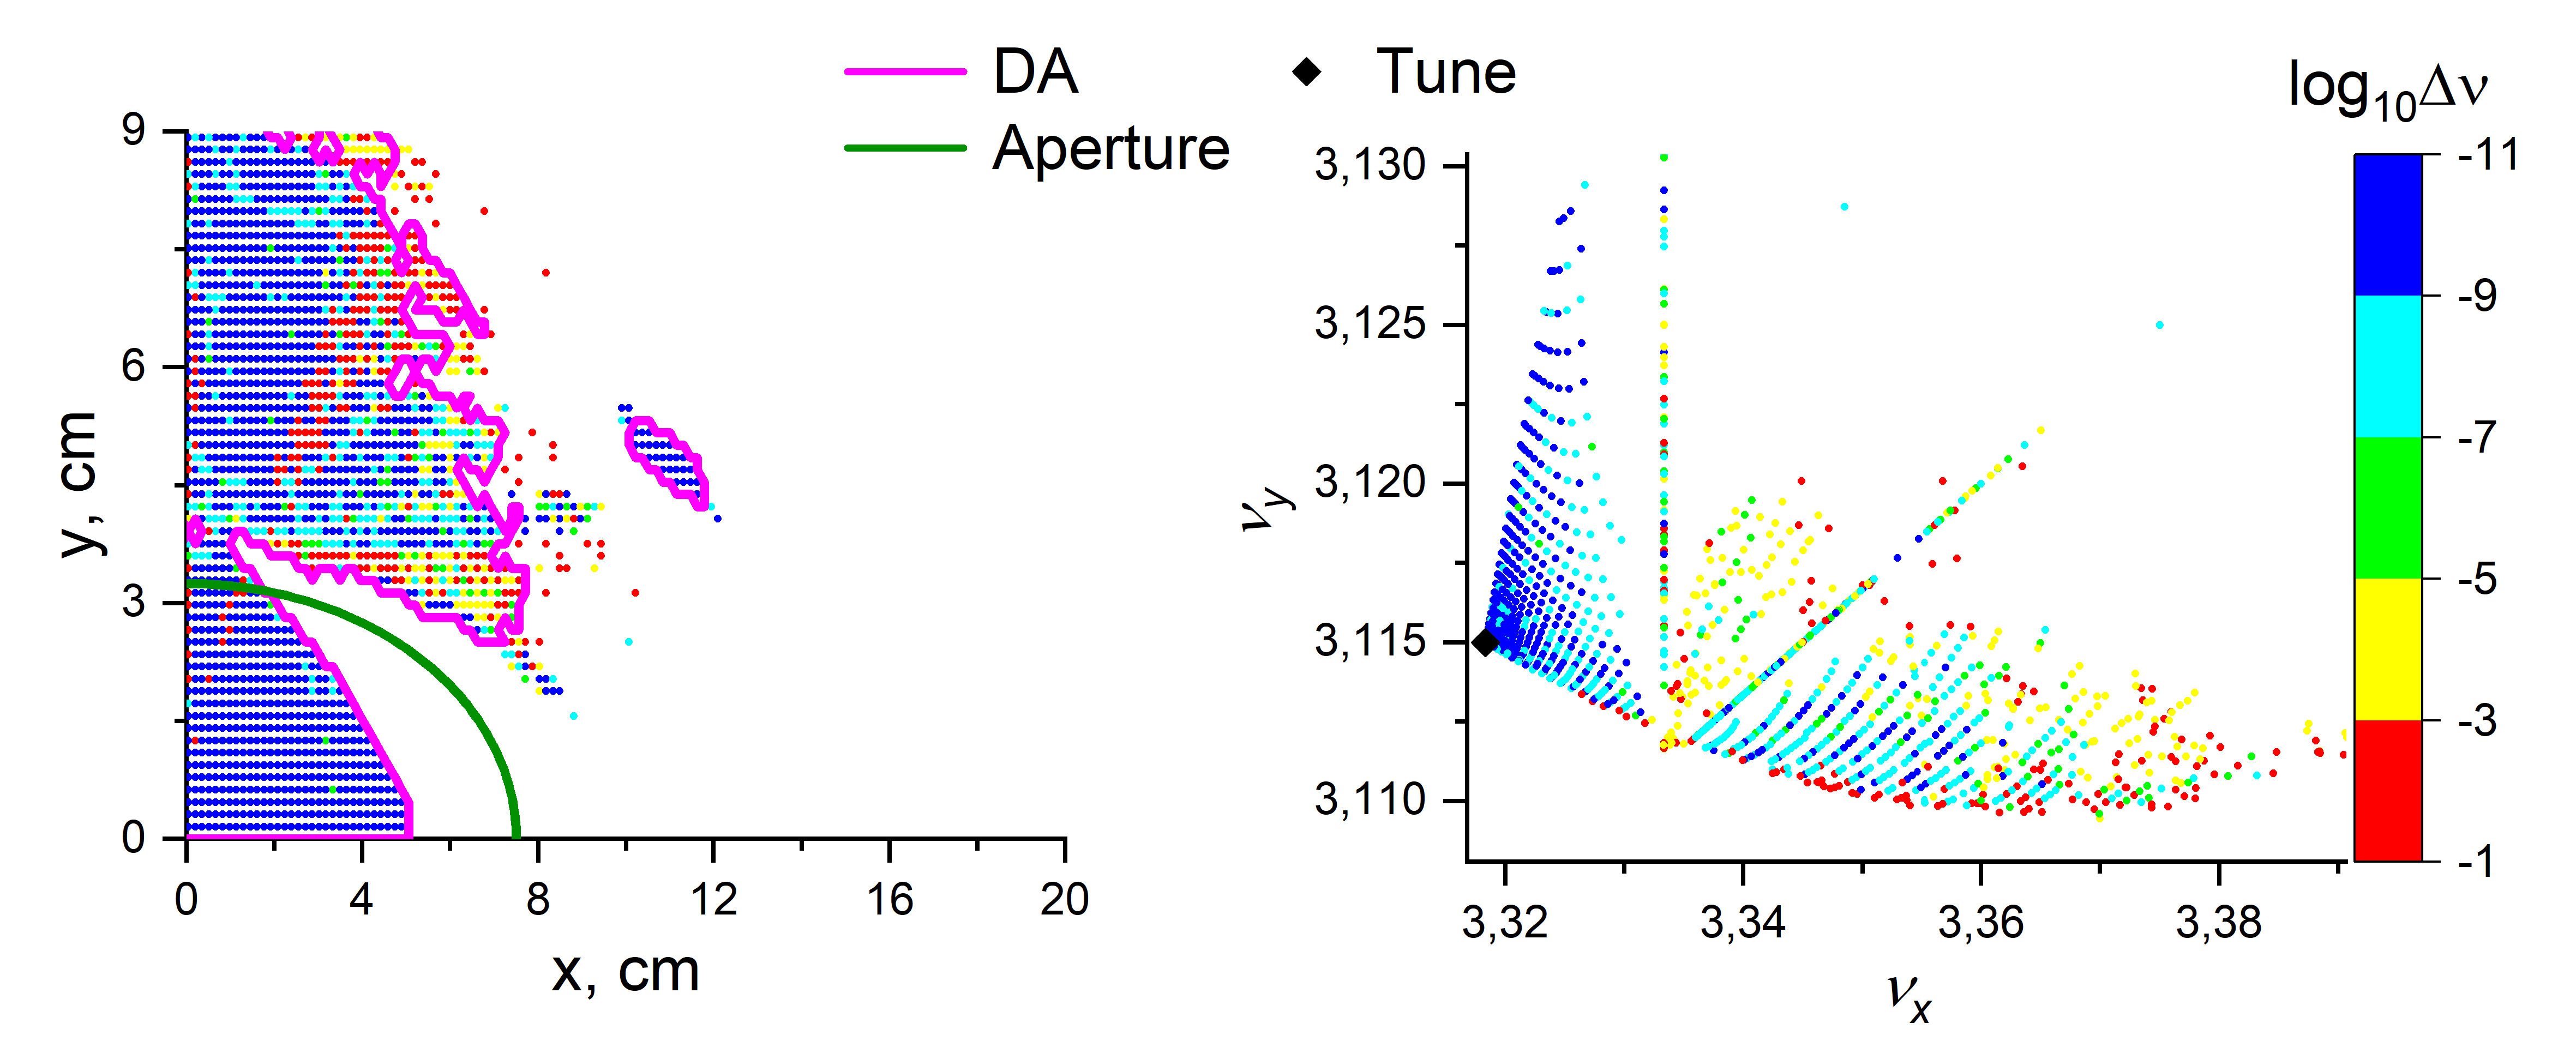 DA
Aperture
Tune
log₁₀Δν
9
6
3
0
y, cm
0 4 8 12 16 20
x, cm
3,130
3,125
3,120
3,115
3,110
νy
3,32 3,34 3,36 3,38
νx
-11
-9
-7
-5
-3
-1